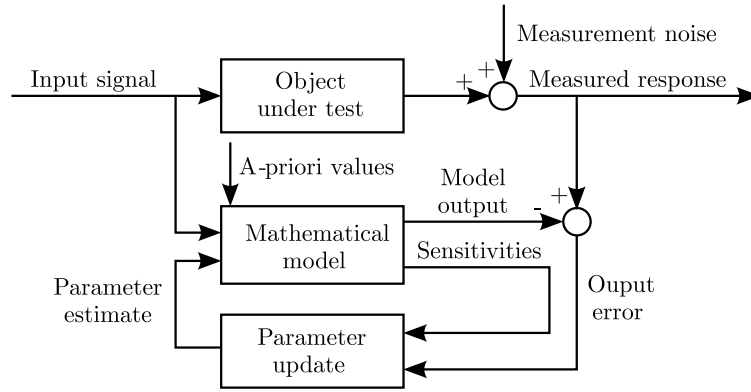 Measurement noise
Input signal
Object
under test
+
+
Measured response
A-priori values
Model
output
-
+
Mathematical
model
Sensitivities
Parameter
estimate
Ouput
error
Parameter
update